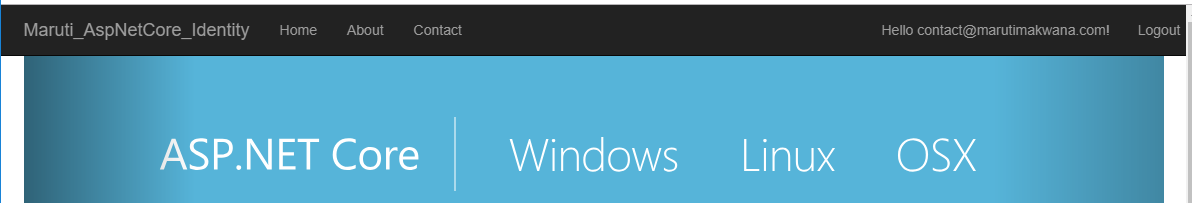 Maruti_AspNetCore_Identity Home About Contact Hello contact@marutimakwana.com! Logout
ASP.NET Core Windows Linux OSX